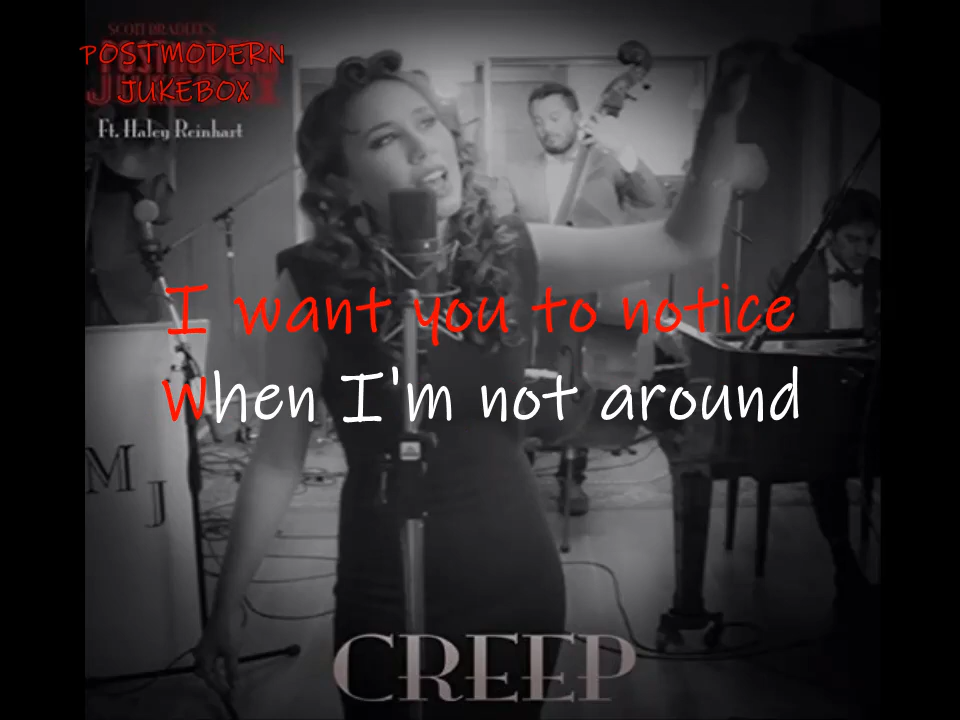 SCOTT BRADLEE'S
POSTMODERN
JUKEBOX
Ft. Haley Reinhart
I want you to notice
When I'm not around
M
J
CREEP